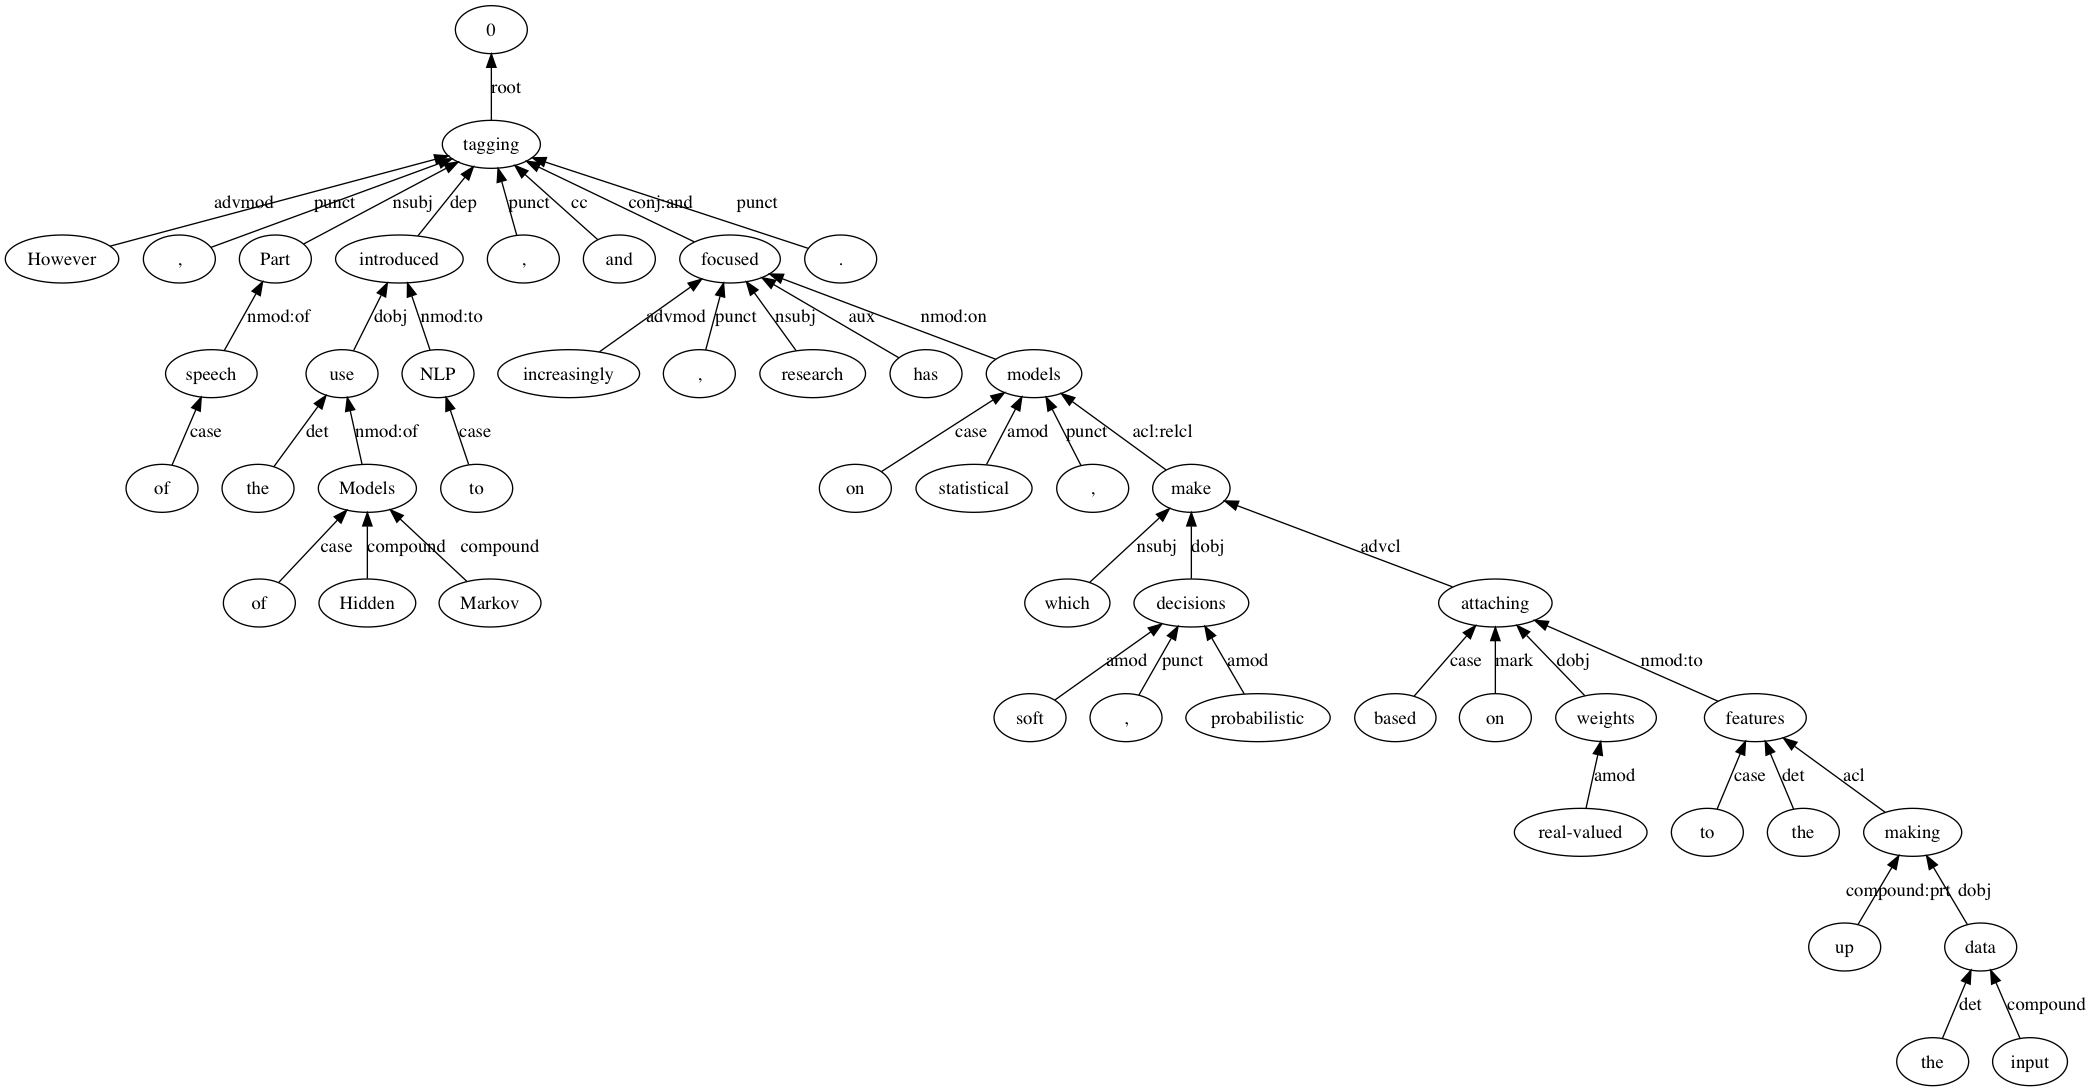 0
root
tagging
advmod punct nsubj dep punct cc conj:and punct
However , Part introduced , and focused .
nmod:of dobj nmod:to advmod punct nsubj aux nmod:on
speech use NLP increasingly , research has models
case det nmod:of case case amod punct acl:relcl
of the Models to on statistical , make
case compound compound nsubj dobj advcl
of Hidden Markov which decisions attaching
amod punct amod case mark dobj nmod:to
soft , probabilistic based on weights features
amod case det acl
real-valued to the making
compound:prt dobj
up data
det compound
the input